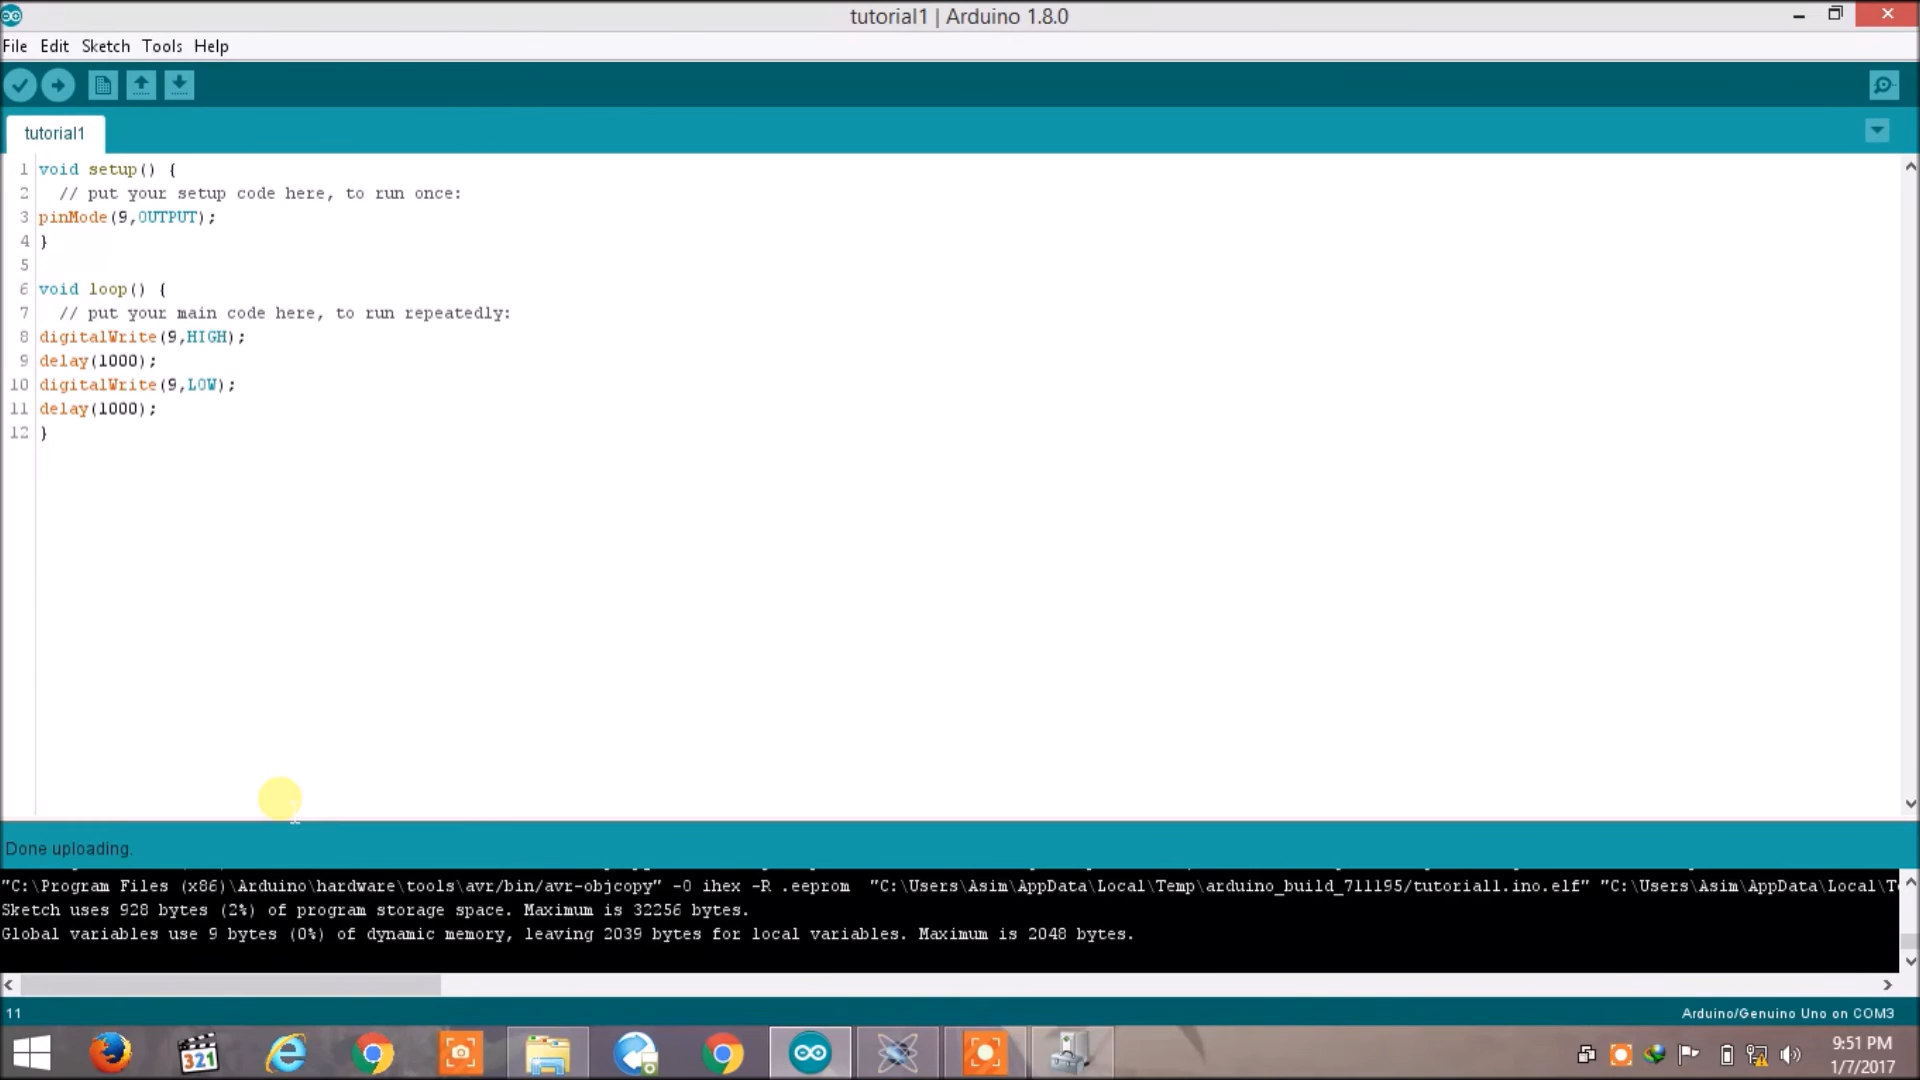 tutorial1 | Arduino 1.8.0
File Edit Sketch Tools Help
tutorial1
1 void setup() {
2 // put your setup code here, to run once:
3 pinMode(9,OUTPUT);
4 }
5
6 void loop() {
7 // put your main code here, to run repeatedly:
8 digitalWrite(9,HIGH);
9 delay(1000);
10 digitalWrite(9,LOW);
11 delay(1000);
12 }
Done uploading.
"C:\Program Files (x86)\Arduino\hardware\tools\avr/bin/avr-objcopy" -O ihex -R .eeprom "C:\Users\Asim\AppData\Local\Temp\arduino_build_711195/tutorial1.ino.elf" "C:\Users\Asim\AppData\Local\T
Sketch uses 928 bytes (2%) of program storage space. Maximum is 32256 bytes.
Global variables use 9 bytes (0%) of dynamic memory, leaving 2039 bytes for local variables. Maximum is 2048 bytes.
11
Arduino/Genuino Uno on COM3
321
9:51 PM
1/7/2017